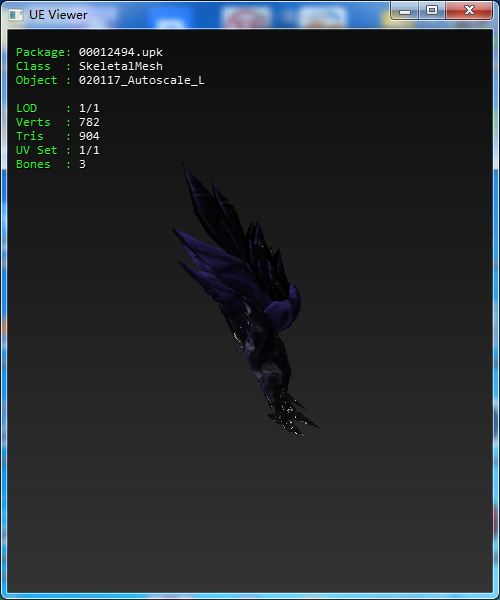 UE Viewer
Package: 00012494.upk
Class : SkeletalMesh
Object : 020117_Autoscale_L
LOD : 1/1
Verts : 782
Tris : 904
UV Set : 1/1
Bones : 3